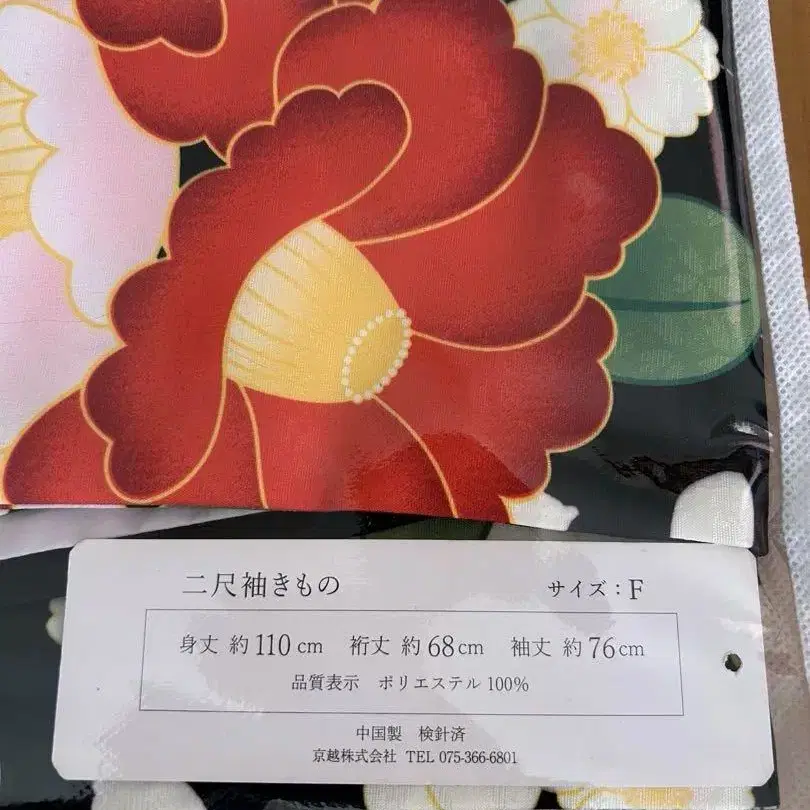 二尺袖きもの サイズ：F
身丈 約110cm 裄丈 約68cm 袖丈 約76cm
品質表示 ポリエステル 100%
中国製 検針済
京越株式会社 TEL 075-366-6801